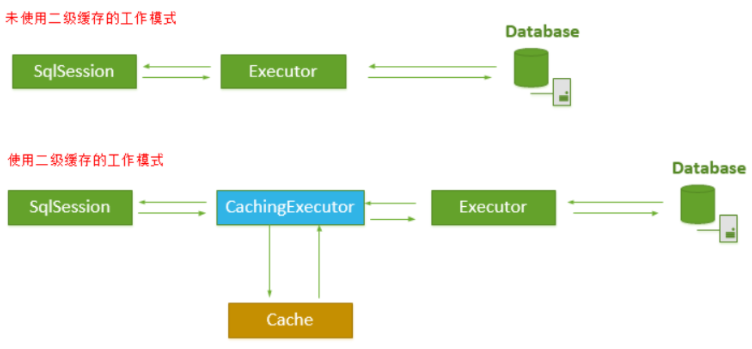 未使用二级缓存的工作模式
Database
SqlSession
Executor
使用二级缓存的工作模式
Database
SqlSession
CachingExecutor
Executor
Cache